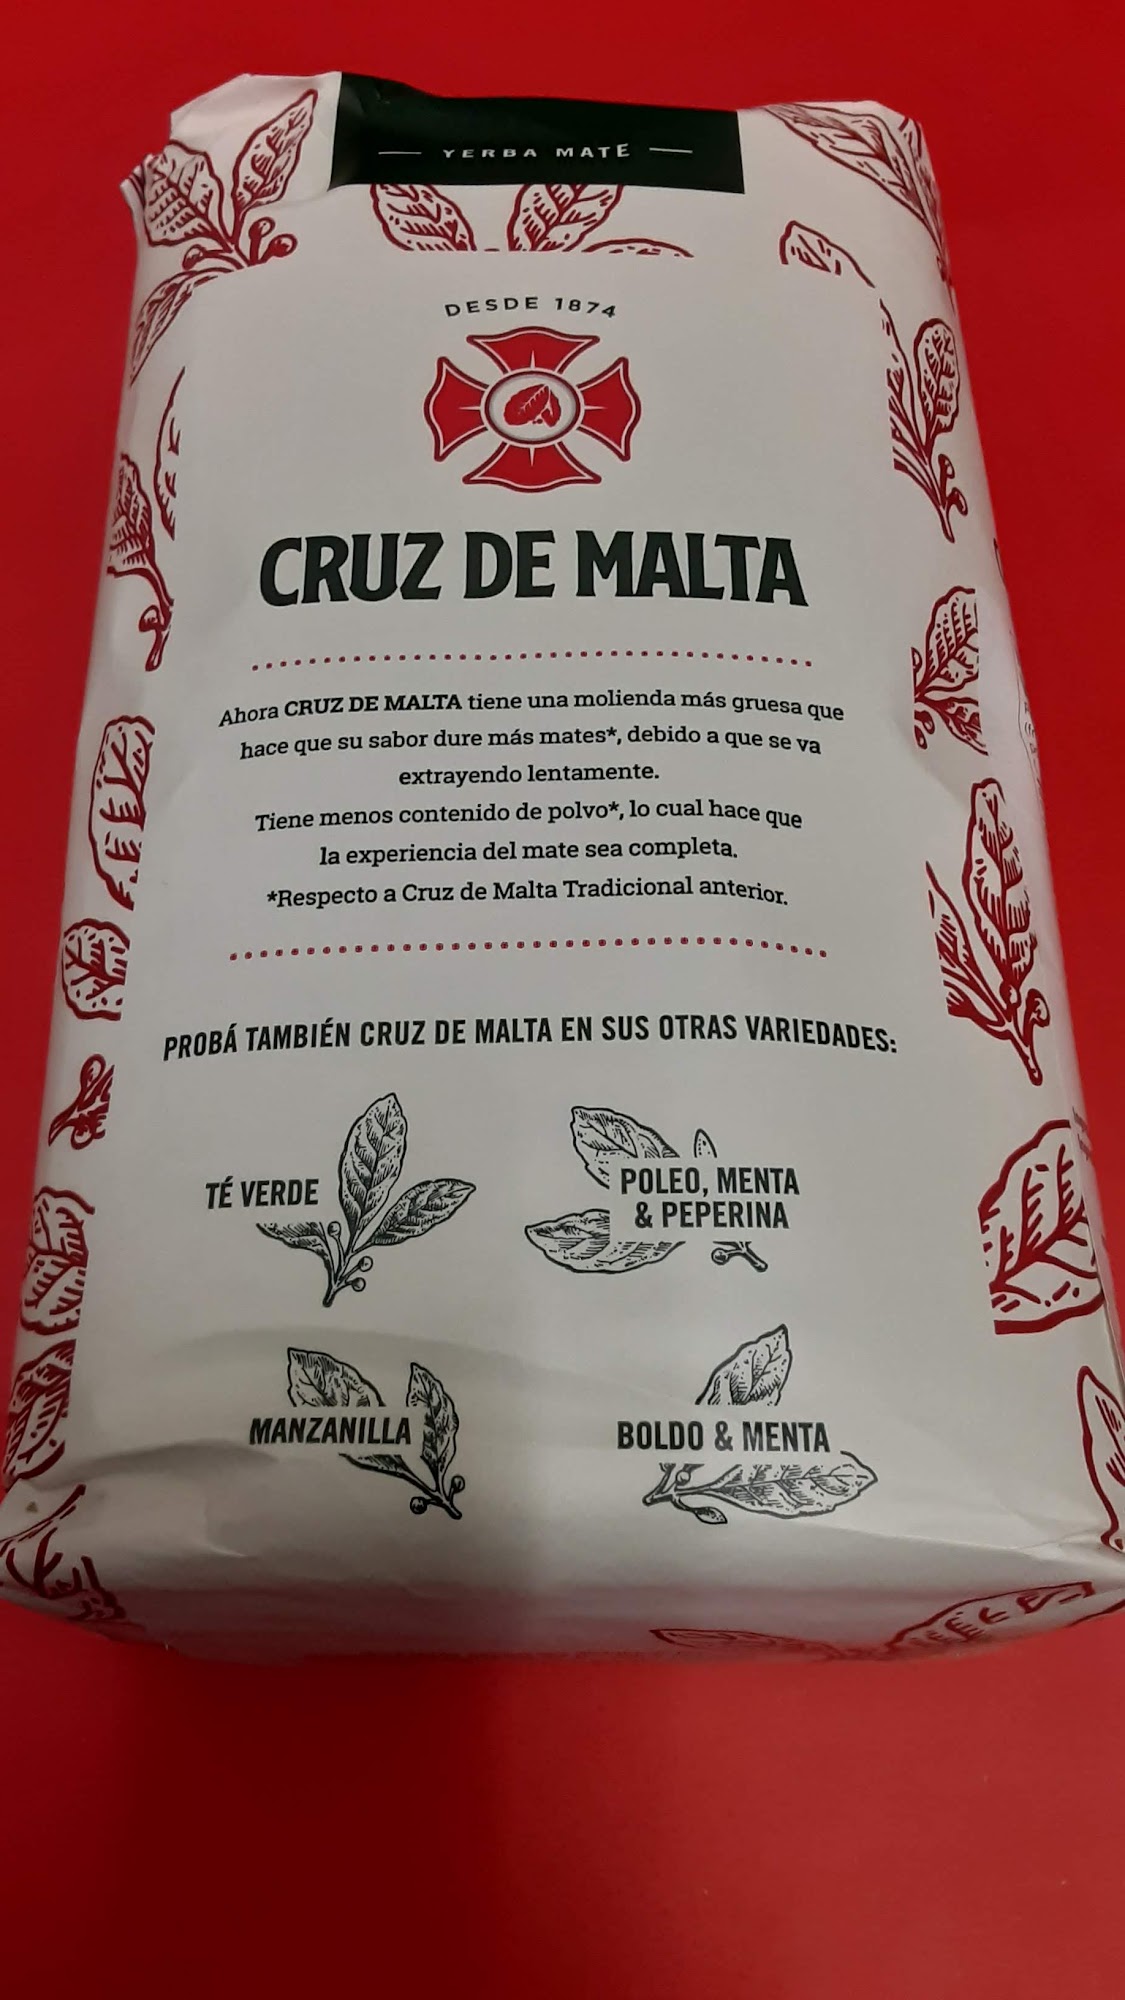 — YERBA MATE —
DESDE 1874
CRUZ DE MALTA
Ahora CRUZ DE MALTA tiene una molienda más gruesa que
hace que su sabor dure más mates*, debido a que se va
extrayendo lentamente.
Tiene menos contenido de polvo*, lo cual hace que
la experiencia del mate sea completa.
*Respecto a Cruz de Malta Tradicional anterior.
PROBÁ TAMBIÉN CRUZ DE MALTA EN SUS OTRAS VARIEDADES:
TÉ VERDE
POLEO, MENTA
& PEPERINA
MANZANILLA
BOLDO & MENTA